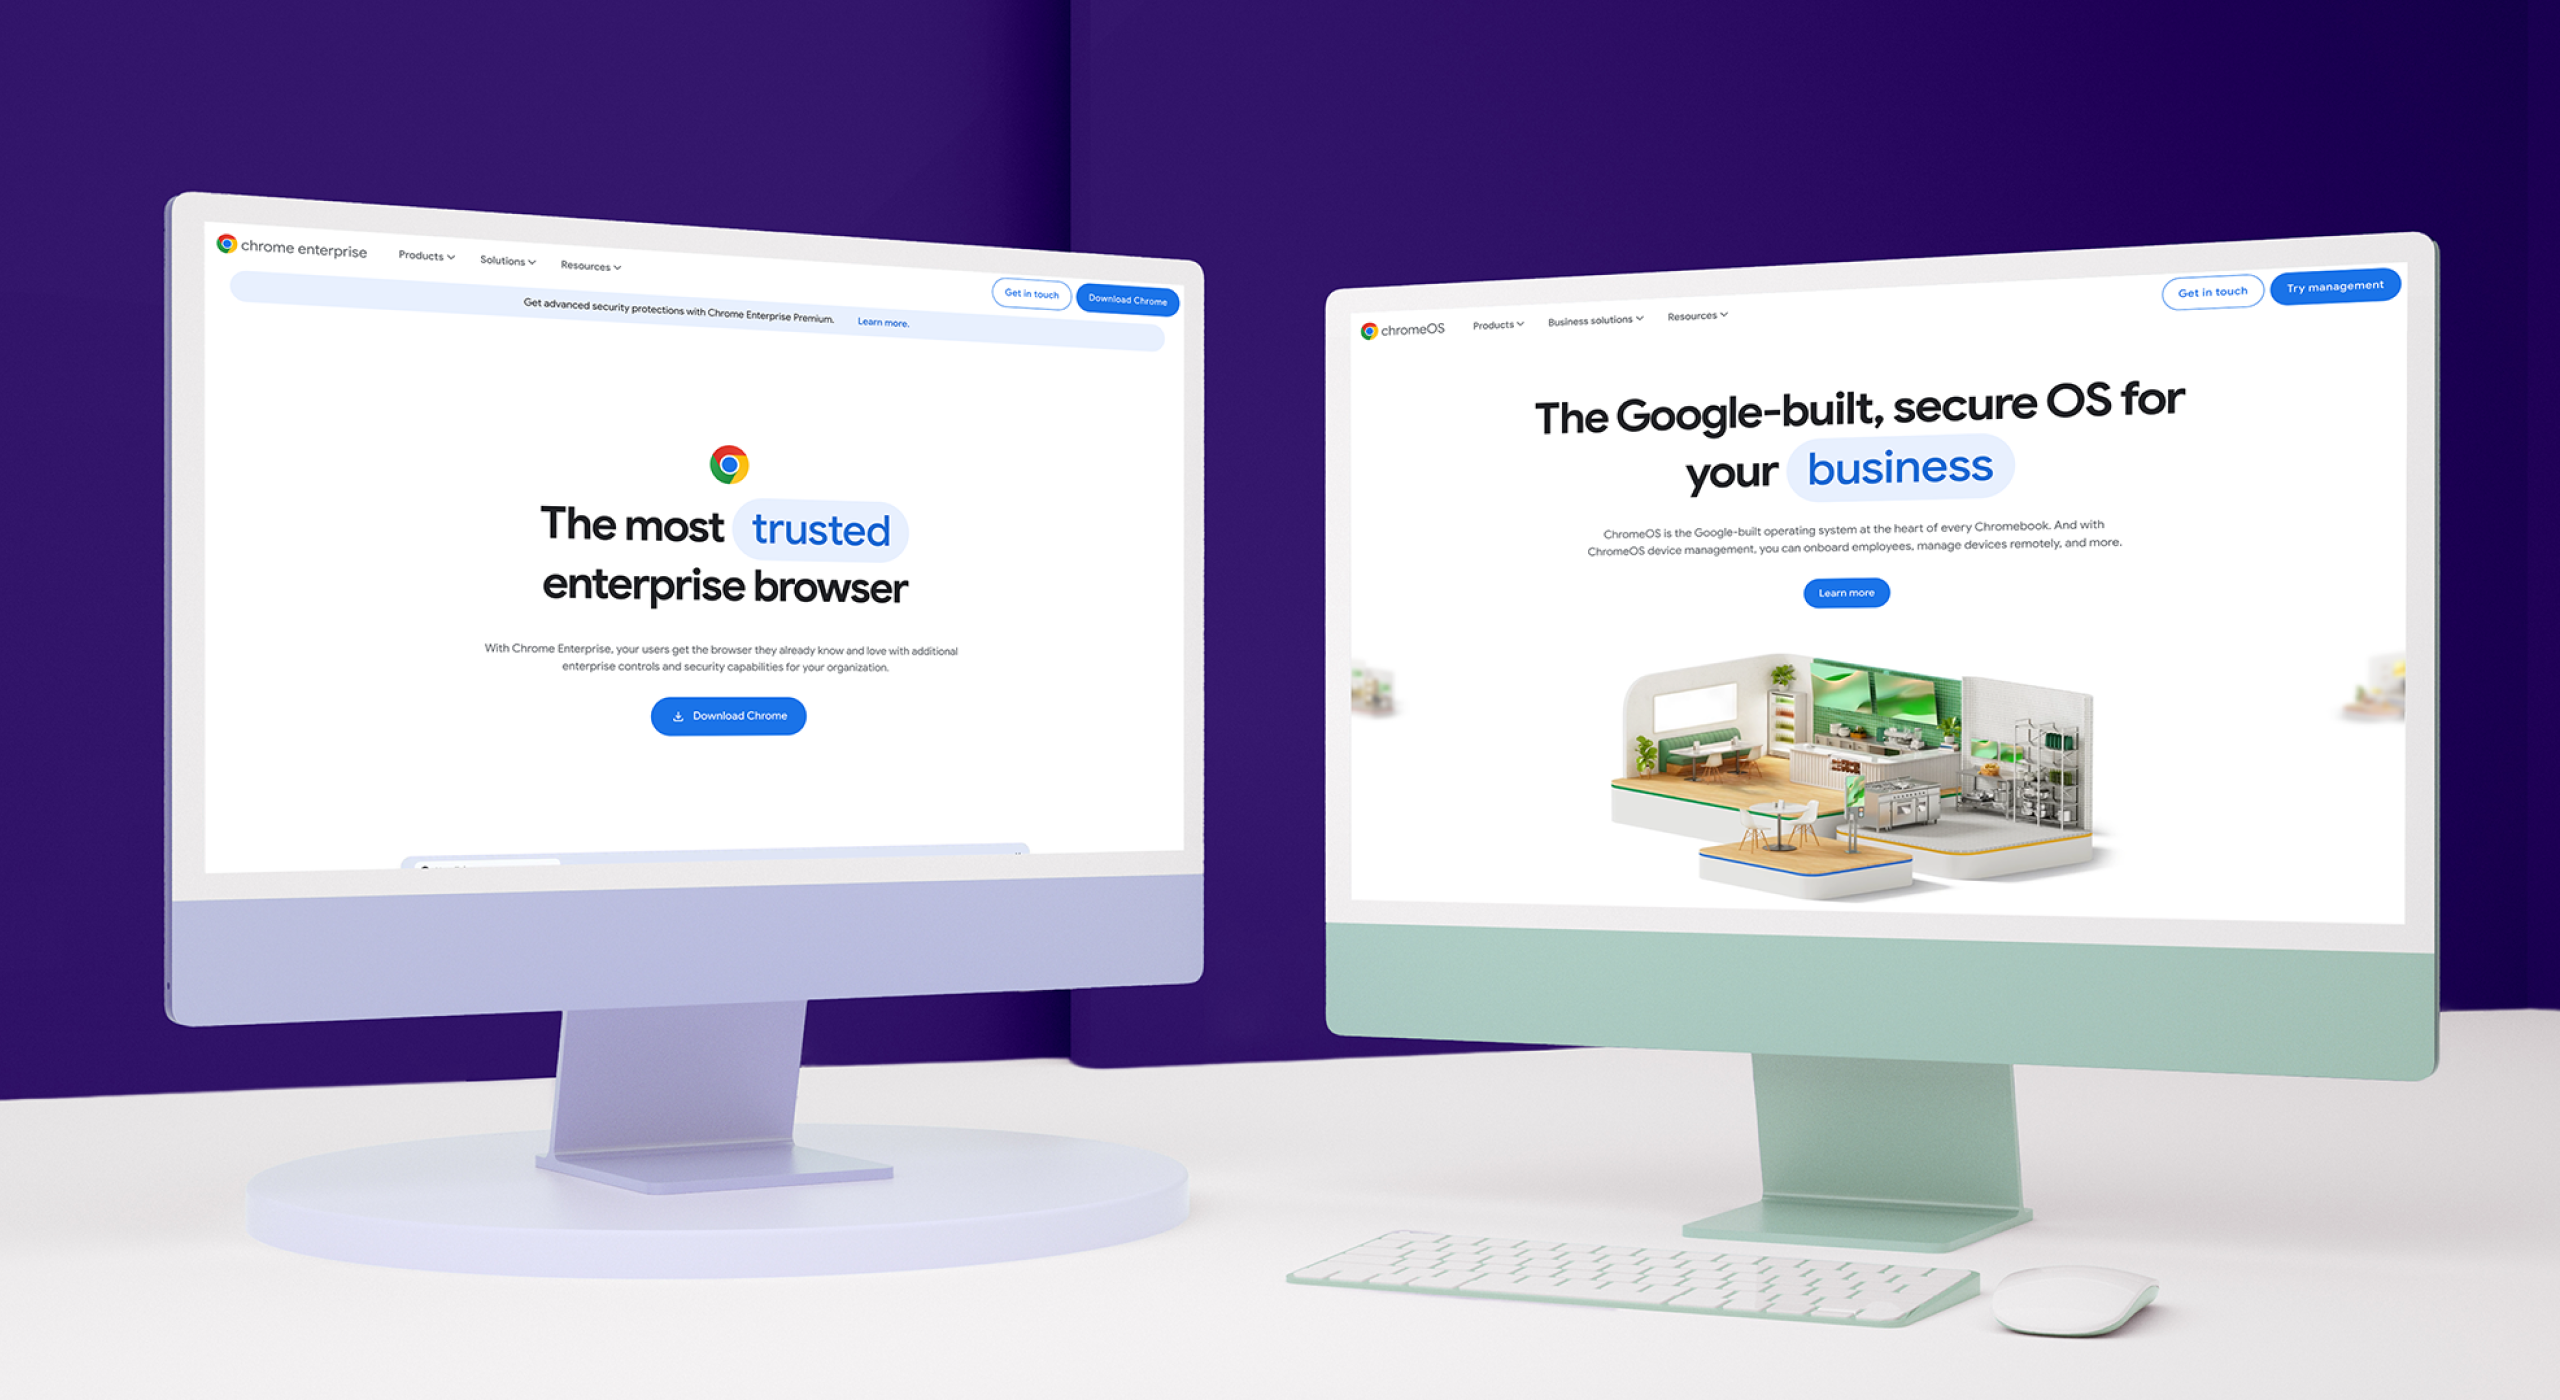 chrome enterprise
Products
Solutions
Resources
Get in touch
Download Chrome
Get advanced security protections with Chrome Enterprise Premium. Learn more.
The most trusted
enterprise browser
With Chrome Enterprise, your users get the browser they already know and love with additional
enterprise controls and security capabilities for your organization.
Download Chrome
chromeOS
Products
Business solutions
Resources
Get in touch
Try management
The Google-built, secure OS for
your business
ChromeOS is the Google-built operating system at the heart of every Chromebook. And with
ChromeOS device management, you can onboard employees, manage devices remotely, and more.
Learn more